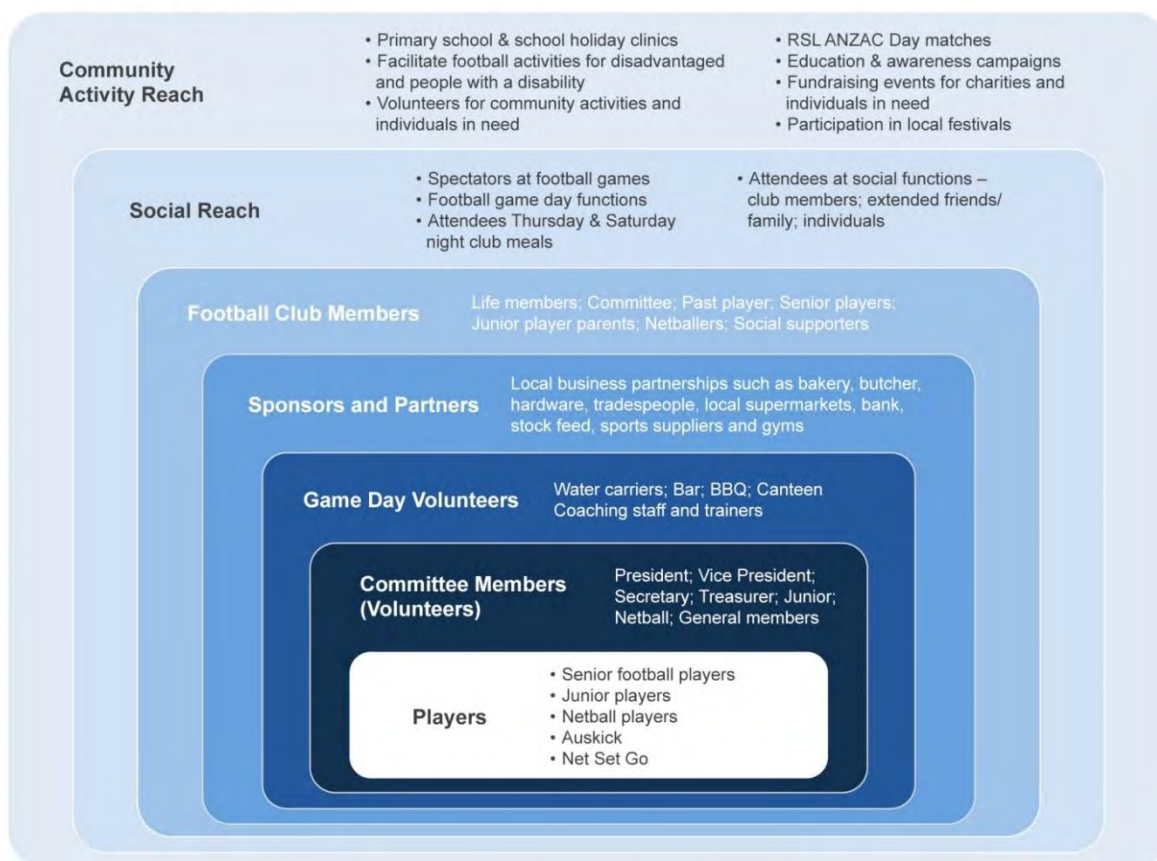 Community
Activity Reach
• Primary school & school holiday clinics
• Facilitate football activities for disadvantaged
and people with a disability
• Volunteers for community activities and
individuals in need
• RSL ANZAC Day matches
• Education & awareness campaigns
• Fundraising events for charities and
individuals in need
• Participation in local festivals
Social Reach
• Spectators at football games
• Football game day functions
• Attendees Thursday & Saturday
night club meals
• Attendees at social functions –
club members; extended friends/
family; individuals
Football Club Members
Life members; Committee; Past player; Senior players;
Junior player parents; Netballers; Social supporters
Sponsors and Partners
Local business partnerships such as bakery, butcher,
hardware, tradespeople, local supermarkets, bank,
stock feed, sports suppliers and gyms
Game Day Volunteers
Water carriers; Bar; BBQ; Canteen
Coaching staff and trainers
Committee Members
(Volunteers)
President; Vice President;
Secretary; Treasurer; Junior;
Netball; General members
Players
• Senior football players
• Junior players
• Netball players
• Auskick
• Net Set Go